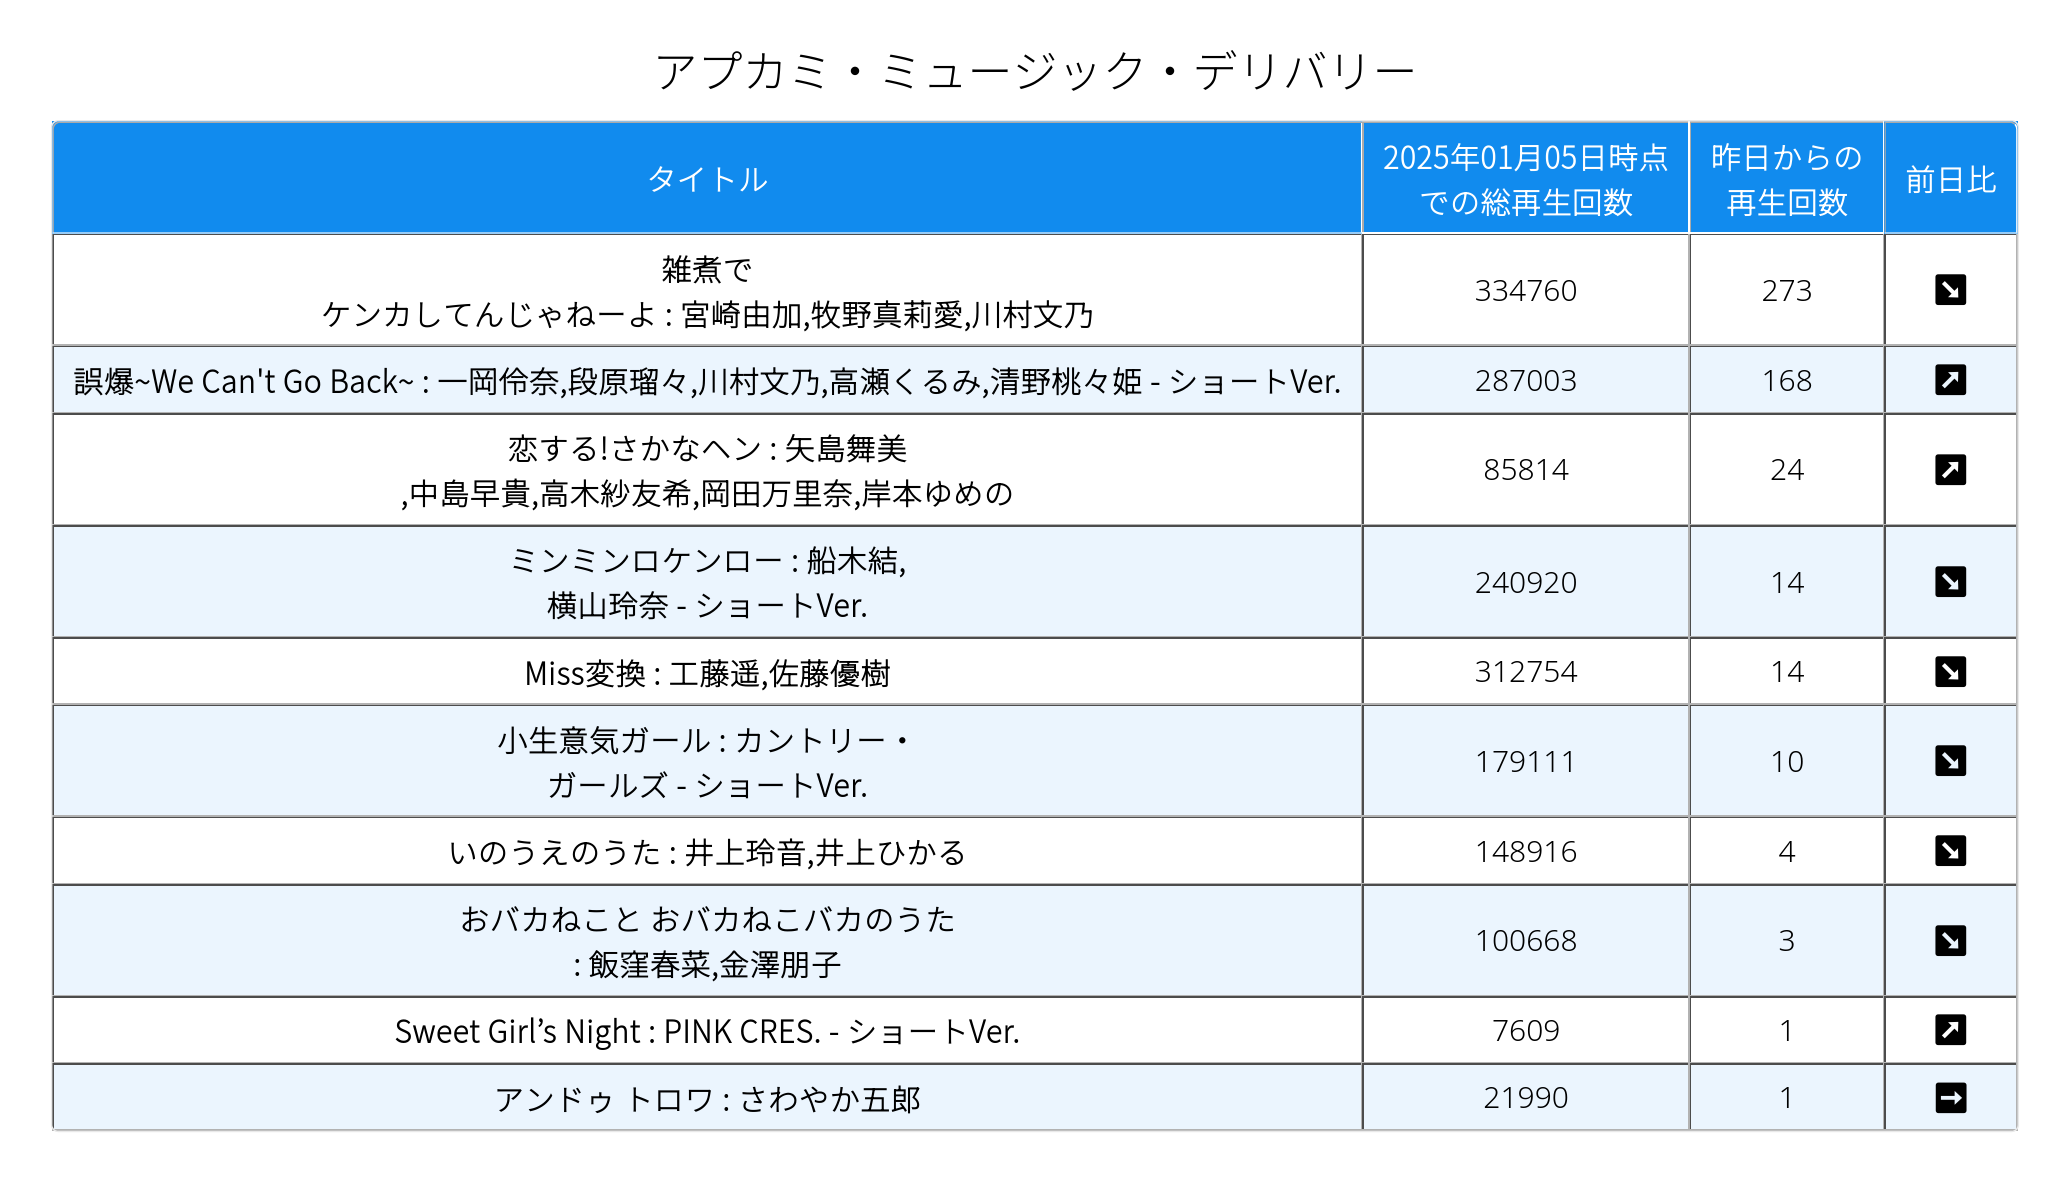 アプカミ・ミュージック・デリバリー
タイトル
2025年01月05日時点
での総再生回数
昨日からの
再生回数
前日比
雑煮で
ケンカしてんじゃねーよ : 宮崎由加,牧野真莉愛,川村文乃
334760
273
↘
誤爆~We Can't Go Back~ : 一岡伶奈,段原瑠々,川村文乃,高瀬くるみ,清野桃々姫 - ショートVer.
287003
168
↗
恋する!さかなヘン : 矢島舞美
,中島早貴,高木紗友希,岡田万里奈,岸本ゆめの
85814
24
↗
ミンミンロケンロー : 船木結,
横山玲奈 - ショートVer.
240920
14
↘
Miss変換 : 工藤遥,佐藤優樹
312754
14
↘
小生意気ガール : カントリー・
ガールズ - ショートVer.
179111
10
↘
いのうえのうた : 井上玲音,井上ひかる
148916
4
↘
おバカねこと おバカねこバカのうた
: 飯窪春菜,金澤朋子
100668
3
↘
Sweet Girl’s Night : PINK CRES. - ショートVer.
7609
1
↗
アンドゥ トロワ : さわやか五郎
21990
1
→